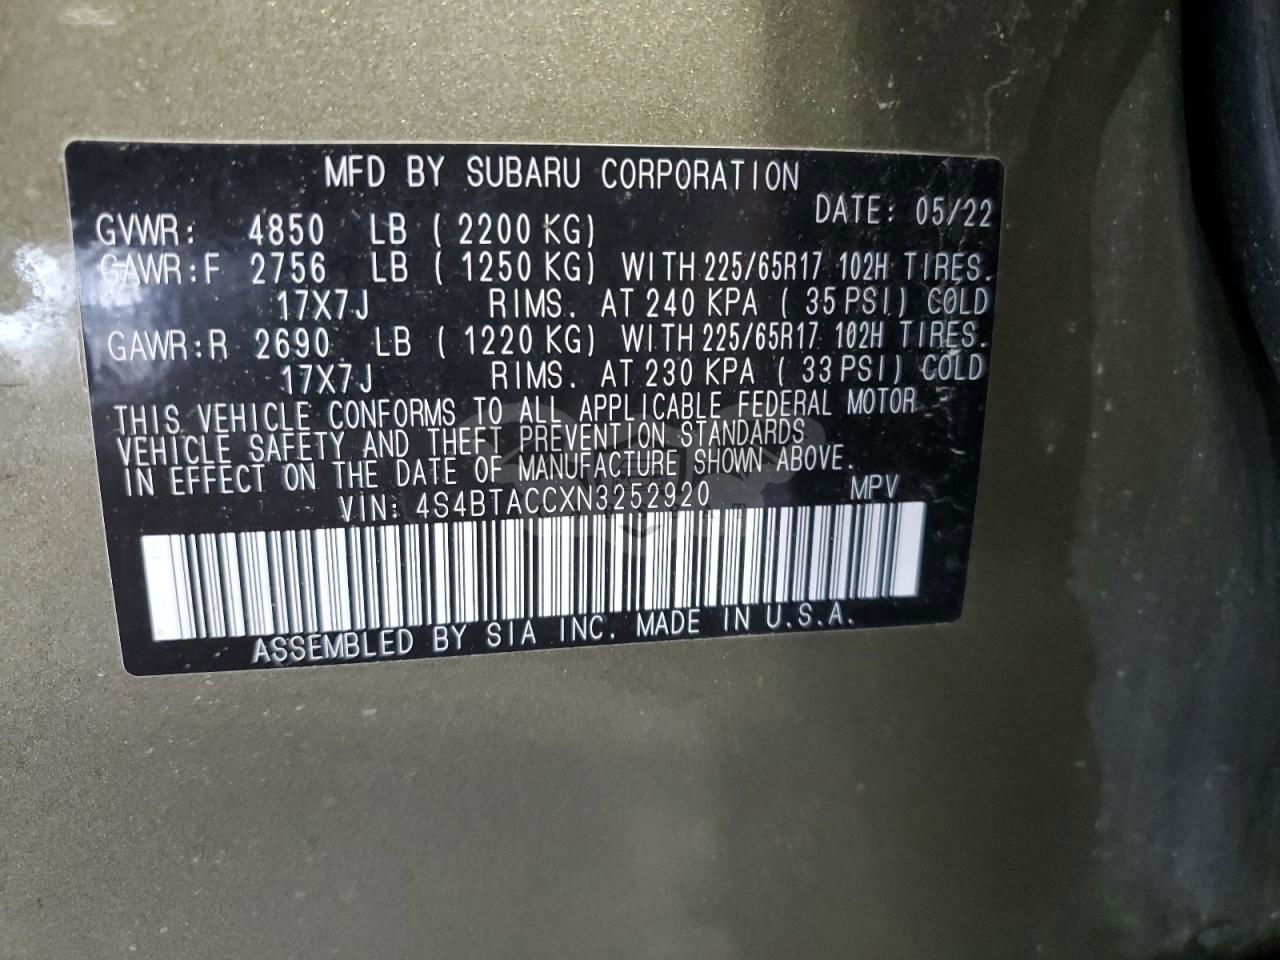 MFD BY SUBARU CORPORATION
DATE: 05/22
GVWR: 4850 LB ( 2200 KG)
GAWR:F 2756 LB ( 1250 KG) WITH 225/65R17 102H TIRES.
17X7J RIMS. AT 240 KPA ( 35 PSI) COLD
GAWR:R 2690 LB ( 1220 KG) WITH 225/65R17 102H TIRES.
17X7J RIMS. AT 230 KPA ( 33 PSI) COLD
THIS VEHICLE CONFORMS TO ALL APPLICABLE FEDERAL MOTOR
VEHICLE SAFETY AND THEFT PREVENTION STANDARDS
IN EFFECT ON THE DATE OF MANUFACTURE SHOWN ABOVE.
VIN: 4S4BTACCXN3252920 MPV
ASSEMBLED BY SIA INC. MADE IN U.S.A.